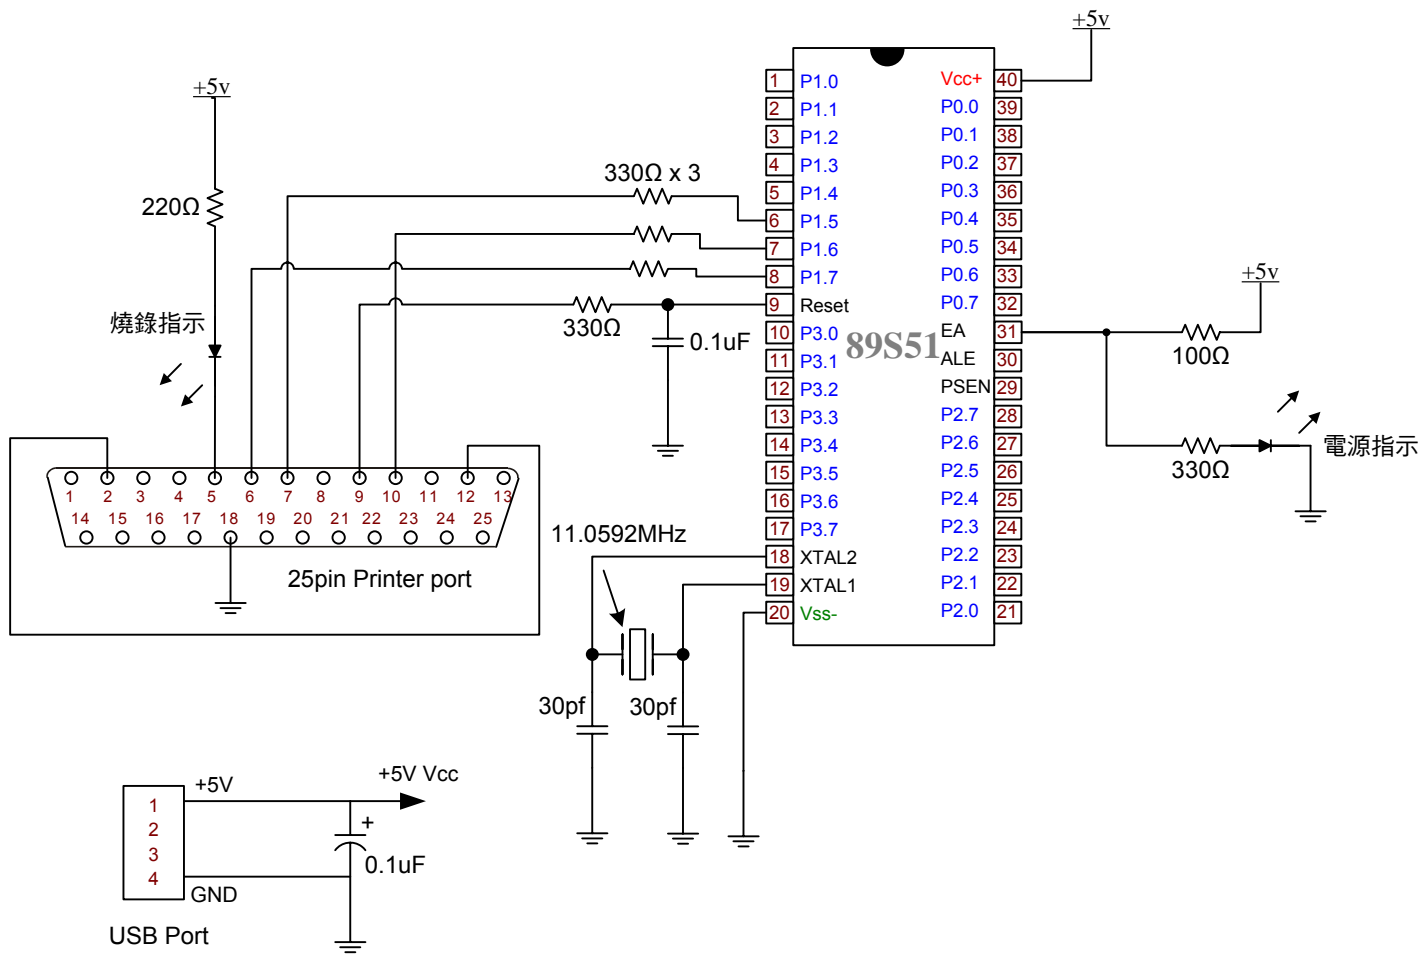 +5v
+5v
1 P1.0 Vcc+ 40
2 P1.1 P0.0 39
3 P1.2 P0.1 38
4 P1.3 P0.2 37
5 P1.4 P0.3 36
6 P1.5 P0.4 35
7 P1.6 P0.5 34
8 P1.7 P0.6 33
9 Reset P0.7 32
10 P3.0 EA 31
11 P3.1 ALE 30
12 P3.2 PSEN 29
13 P3.3 P2.7 28
14 P3.4 P2.6 27
15 P3.5 P2.5 26
16 P3.6 P2.4 25
17 P3.7 P2.3 24
18 XTAL2 P2.2 23
19 XTAL1 P2.1 22
20 Vss- P2.0 21
89S51
330Ω x 3
220Ω
燒錄指示
330Ω
0.1uF
+5v
100Ω
330Ω
電源指示
1 2 3 4 5 6 7 8 9 10 11 12 13
14 15 16 17 18 19 20 21 22 23 24 25
25pin Printer port
11.0592MHz
30pf
30pf
+5V
+5V Vcc
1
2
3
4
+
0.1uF
GND
USB Port